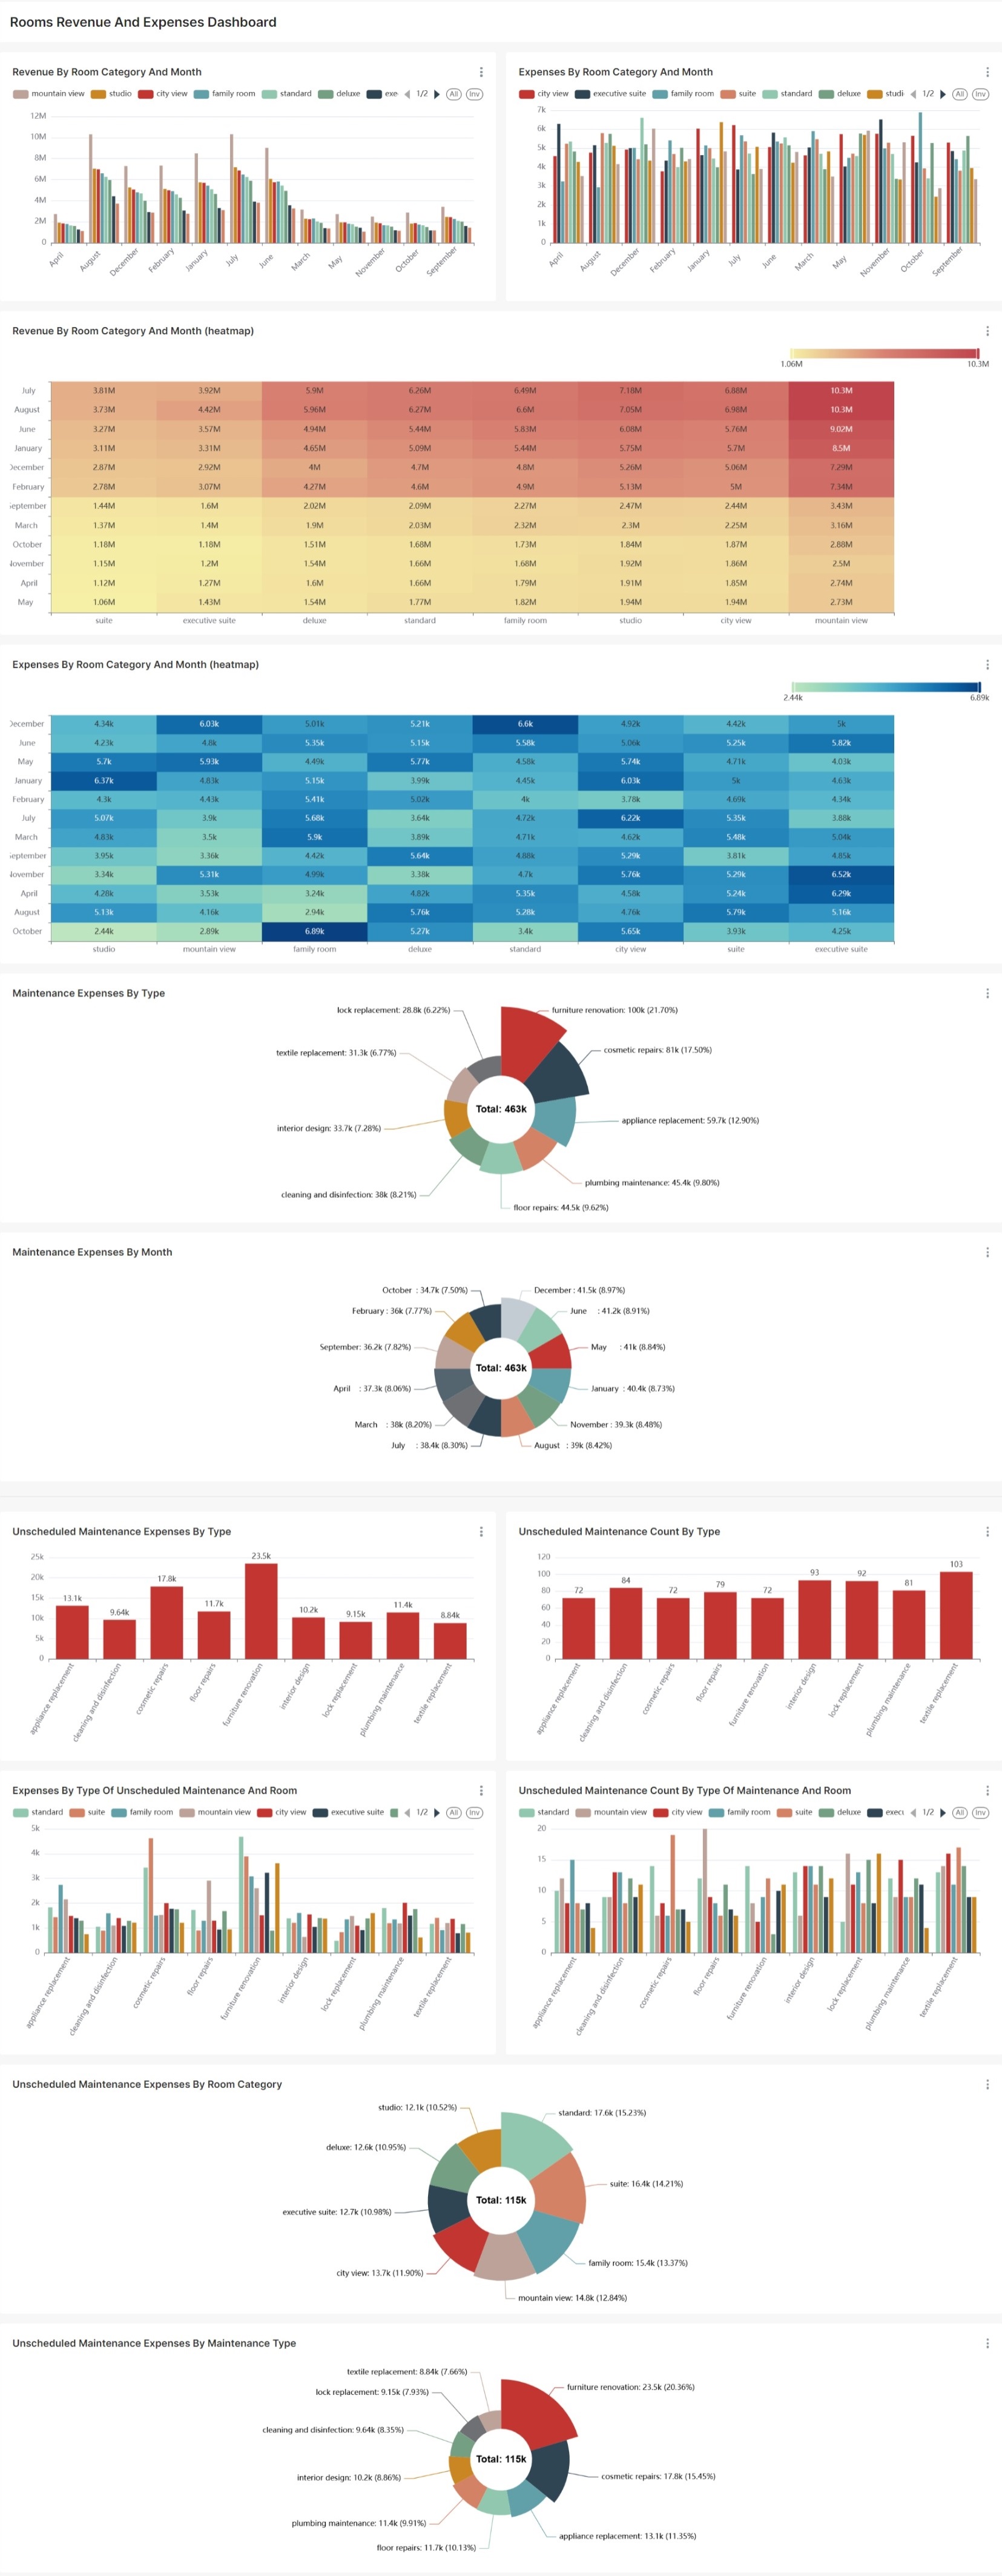 Rooms Revenue And Expenses Dashboard
Revenue By Room Category And Month
mountain view studio city view family room standard deluxe exe 1/2 All Inv
12M
10M
8M
6M
4M
2M
0
April August December February January July June March May November October September
Expenses By Room Category And Month
city view executive suite family room suite standard deluxe studi 1/2 All Inv
7k
6k
5k
4k
3k
2k
1k
0
April August December February January July June March May November October September
Revenue By Room Category And Month (heatmap)
1.06M 10.3M
July 3.81M 3.92M 5.9M 6.26M 6.49M 7.18M 6.88M 10.3M
August 3.73M 4.42M 5.96M 6.27M 6.6M 7.05M 6.98M 10.3M
June 3.27M 3.57M 4.94M 5.44M 5.83M 6.08M 5.76M 9.02M
January 3.11M 3.31M 4.65M 5.09M 5.44M 5.75M 5.7M 8.5M
December 2.87M 2.92M 4M 4.7M 4.8M 5.26M 5.06M 7.29M
February 2.78M 3.07M 4.27M 4.6M 4.9M 5.13M 5M 7.34M
September 1.44M 1.6M 2.02M 2.09M 2.27M 2.47M 2.44M 3.43M
March 1.37M 1.4M 1.9M 2.03M 2.32M 2.3M 2.25M 3.16M
October 1.18M 1.18M 1.51M 1.68M 1.73M 1.84M 1.87M 2.88M
November 1.15M 1.2M 1.54M 1.66M 1.68M 1.92M 1.86M 2.5M
April 1.12M 1.27M 1.6M 1.66M 1.79M 1.91M 1.85M 2.74M
May 1.06M 1.43M 1.54M 1.77M 1.82M 1.94M 1.94M 2.73M
suite executive suite deluxe standard family room studio city view mountain view
Expenses By Room Category And Month (heatmap)
2.44k 6.89k
December 4.34k 6.03k 5.01k 5.21k 6.6k 4.92k 4.42k 5k
June 4.23k 4.8k 5.35k 5.15k 5.58k 5.06k 5.25k 5.82k
May 5.7k 5.93k 4.49k 5.77k 4.58k 5.74k 4.71k 4.03k
January 6.37k 4.83k 5.15k 3.99k 4.45k 6.03k 5k 4.63k
February 4.3k 4.43k 5.41k 5.02k 4k 3.78k 4.69k 4.34k
July 5.07k 3.9k 5.68k 3.64k 4.72k 6.22k 5.35k 3.88k
March 4.83k 3.5k 5.9k 3.89k 4.71k 4.62k 5.48k 5.04k
September 3.95k 3.36k 4.42k 5.64k 4.88k 5.29k 3.81k 4.85k
November 3.34k 5.31k 4.99k 3.38k 4.7k 5.76k 5.29k 6.52k
April 4.28k 3.53k 3.24k 4.82k 5.35k 4.58k 5.24k 6.29k
August 5.13k 4.16k 2.94k 5.76k 5.28k 4.76k 5.79k 5.16k
October 2.44k 2.89k 6.89k 5.27k 3.4k 5.65k 3.93k 4.25k
studio mountain view family room deluxe standard city view suite executive suite
Maintenance Expenses By Type
lock replacement: 28.8k (6.22%)
furniture renovation: 100k (21.70%)
cosmetic repairs: 81k (17.50%)
textile replacement: 31.3k (6.77%)
Total: 463k
appliance replacement: 59.7k (12.90%)
interior design: 33.7k (7.28%)
plumbing maintenance: 45.4k (9.80%)
cleaning and disinfection: 38k (8.21%)
floor repairs: 44.5k (9.62%)
Maintenance Expenses By Month
October : 34.7k (7.50%)
December : 41.5k (8.97%)
February : 36k (7.77%)
June : 41.2k (8.91%)
September: 36.2k (7.82%)
May : 41k (8.84%)
Total: 463k
April : 37.3k (8.06%)
January : 40.4k (8.73%)
March : 38k (8.20%)
November : 39.3k (8.48%)
July : 38.4k (8.30%)
August : 39k (8.42%)
Unscheduled Maintenance Expenses By Type
25k
20k
15k
10k
5k
0
13.1k 9.64k 17.8k 11.7k 23.5k 10.2k 9.15k 11.4k 8.84k
appliance replacement cleaning and disinfection cosmetic repairs floor repairs furniture renovation interior design lock replacement plumbing maintenance textile replacement
Unscheduled Maintenance Count By Type
120
100
80
60
40
20
0
72 84 72 79 72 93 92 81 103
appliance replacement cleaning and disinfection cosmetic repairs floor repairs furniture renovation interior design lock replacement plumbing maintenance textile replacement
Expenses By Type Of Unscheduled Maintenance And Room
standard suite family room mountain view city view executive suite 1/2 All Inv
5k
4k
3k
2k
1k
0
appliance replacement cleaning and disinfection cosmetic repairs floor repairs furniture renovation interior design lock replacement plumbing maintenance textile replacement
Unscheduled Maintenance Count By Type Of Maintenance And Room
standard mountain view city view family room suite deluxe execu 1/2 All Inv
20
15
10
5
0
appliance replacement cleaning and disinfection cosmetic repairs floor repairs furniture renovation interior design lock replacement plumbing maintenance textile replacement
Unscheduled Maintenance Expenses By Room Category
studio: 12.1k (10.52%)
standard: 17.6k (15.23%)
deluxe: 12.6k (10.95%)
suite: 16.4k (14.21%)
Total: 115k
executive suite: 12.7k (10.98%)
family room: 15.4k (13.37%)
city view: 13.7k (11.90%)
mountain view: 14.8k (12.84%)
Unscheduled Maintenance Expenses By Maintenance Type
textile replacement: 8.84k (7.66%)
furniture renovation: 23.5k (20.36%)
lock replacement: 9.15k (7.93%)
cleaning and disinfection: 9.64k (8.35%)
Total: 115k
interior design: 10.2k (8.86%)
cosmetic repairs: 17.8k (15.45%)
plumbing maintenance: 11.4k (9.91%)
appliance replacement: 13.1k (11.35%)
floor repairs: 11.7k (10.13%)